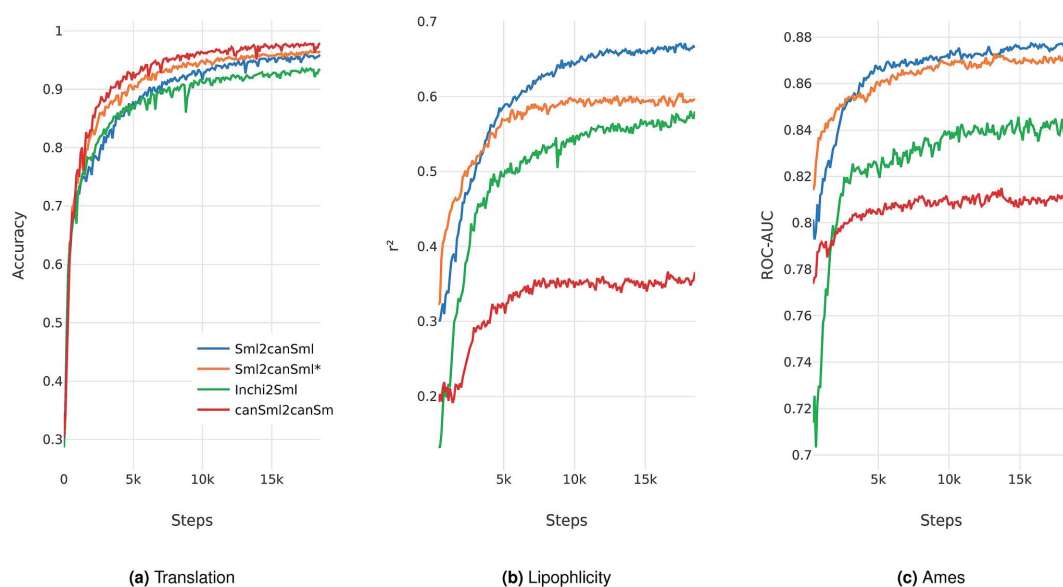 1
0.9
0.8
0.7
0.6
0.5
0.4
0.3
Accuracy
0
5k
10k
15k
Steps
Sml2canSml
Sml2canSml*
Inchi2Sml
canSml2canSm
(a) Translation
0.7
0.6
0.5
0.4
0.3
0.2
r²
5k
10k
15k
Steps
(b) Lipophlicity
0.88
0.86
0.84
0.82
0.8
0.78
0.76
0.74
0.72
0.7
ROC-AUC
5k
10k
15k
Steps
(c) Ames